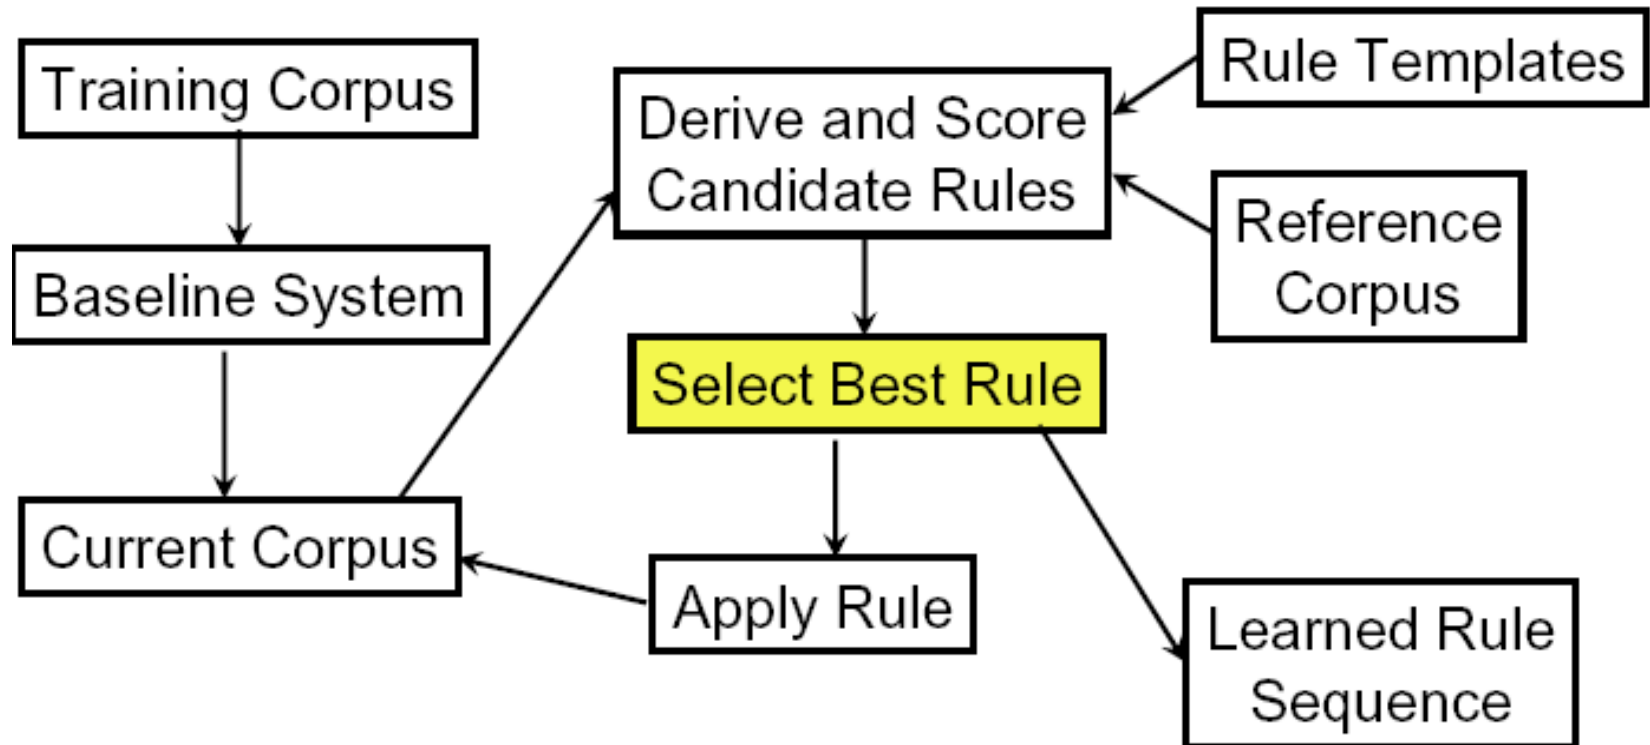 Training Corpus
Baseline System
Current Corpus
Derive and Score
Candidate Rules
Select Best Rule
Apply Rule
Rule Templates
Reference
Corpus
Learned Rule
Sequence